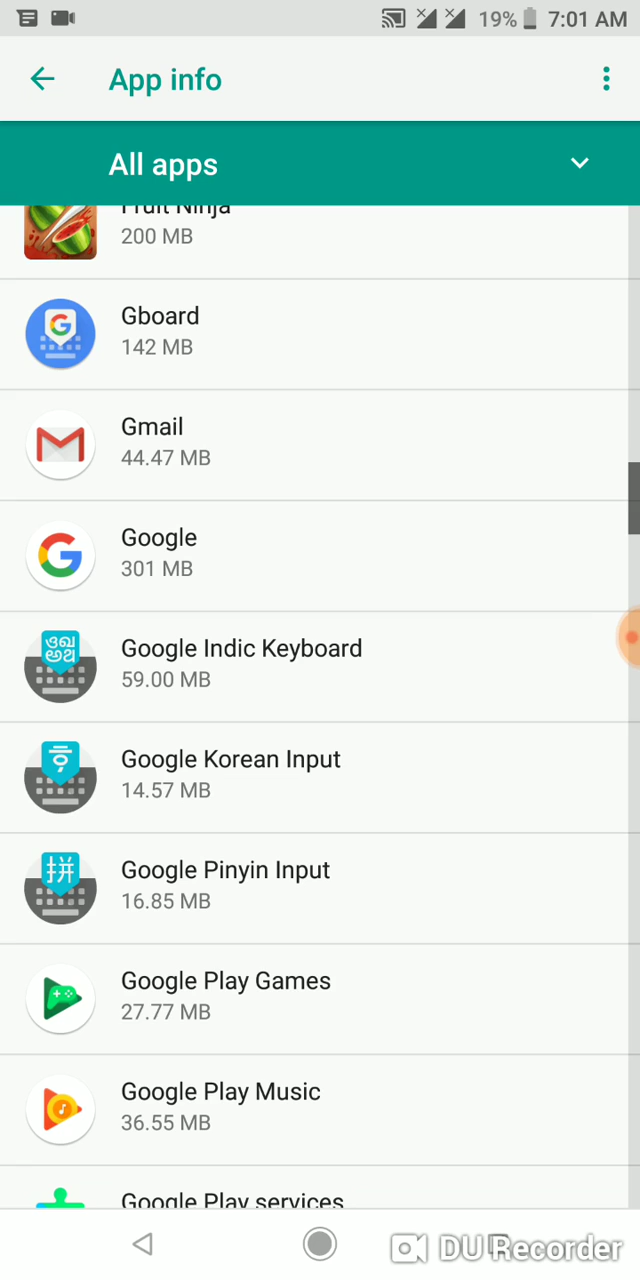 19% 7:01 AM
App info
All apps
Fruit Ninja
200 MB
Gboard
142 MB
Gmail
44.47 MB
Google
301 MB
Google Indic Keyboard
59.00 MB
Google Korean Input
14.57 MB
Google Pinyin Input
16.85 MB
Google Play Games
27.77 MB
Google Play Music
36.55 MB
Google Play services
DU Recorder